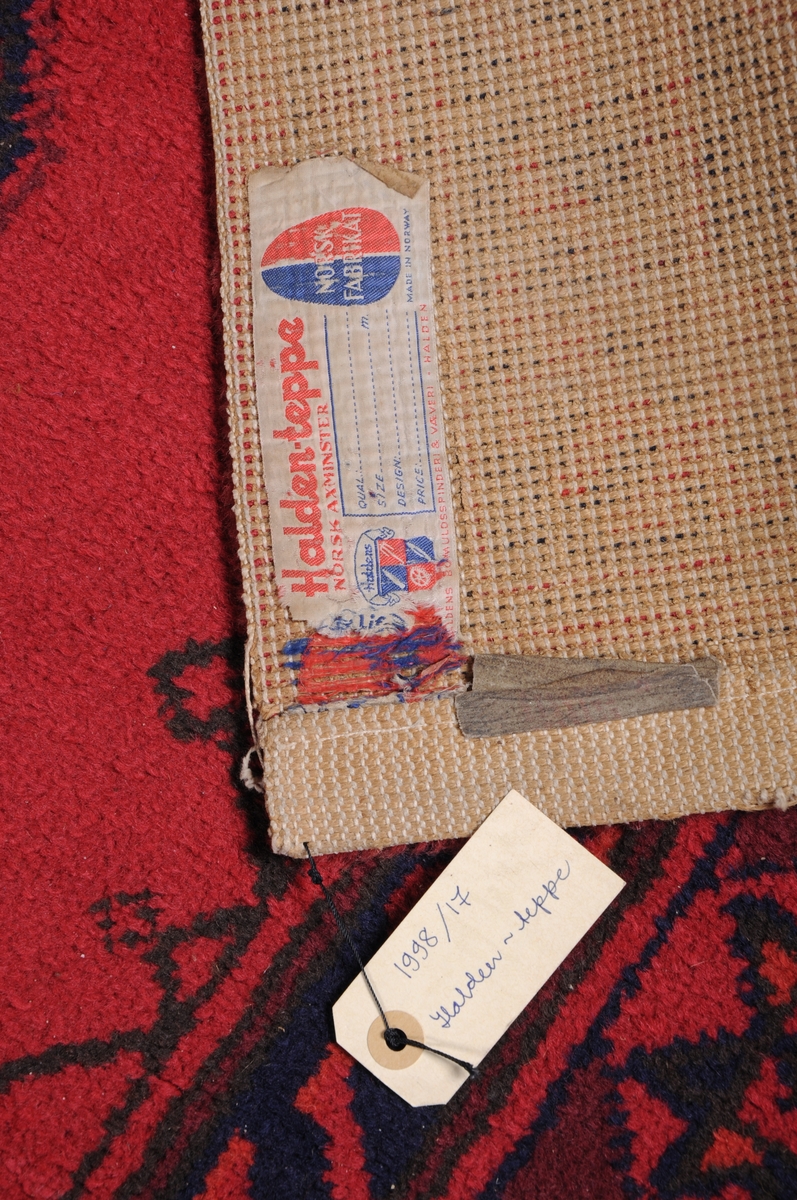 NORSK
FABRIKAT
MADE IN NORWAY
Halden-teppe
NORSK AXMINSTER
QUAL.:
m.
SIZE
DESIGN:
PRICE
Haldens
BOMULDSSPINDERI & VÆVERI HALDEN
1998/17
Halden ~ teppe